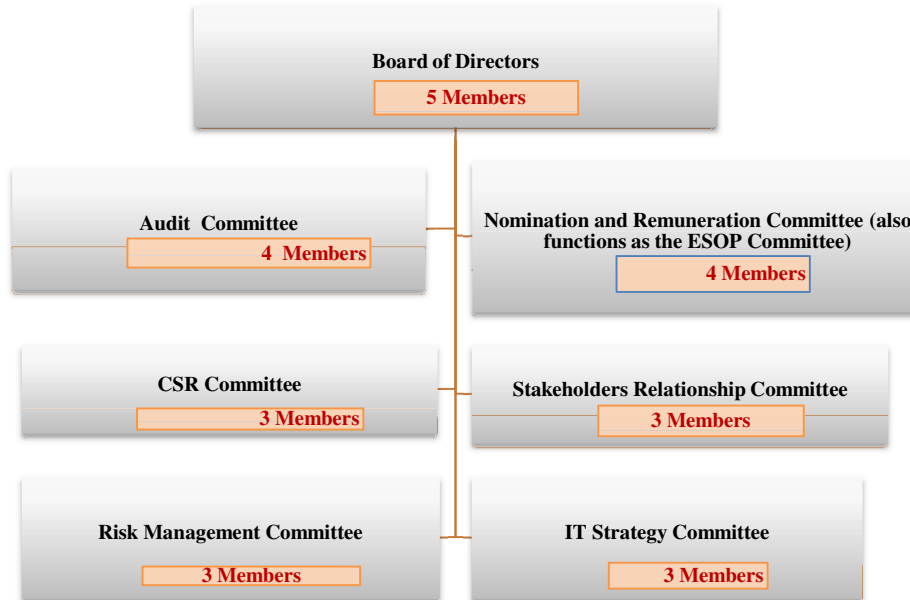 Board of Directors
5 Members
Audit Committee
4 Members
Nomination and Remuneration Committee (also
functions as the ESOP Committee)
4 Members
CSR Committee
3 Members
Stakeholders Relationship Committee
3 Members
Risk Management Committee
3 Members
IT Strategy Committee
3 Members